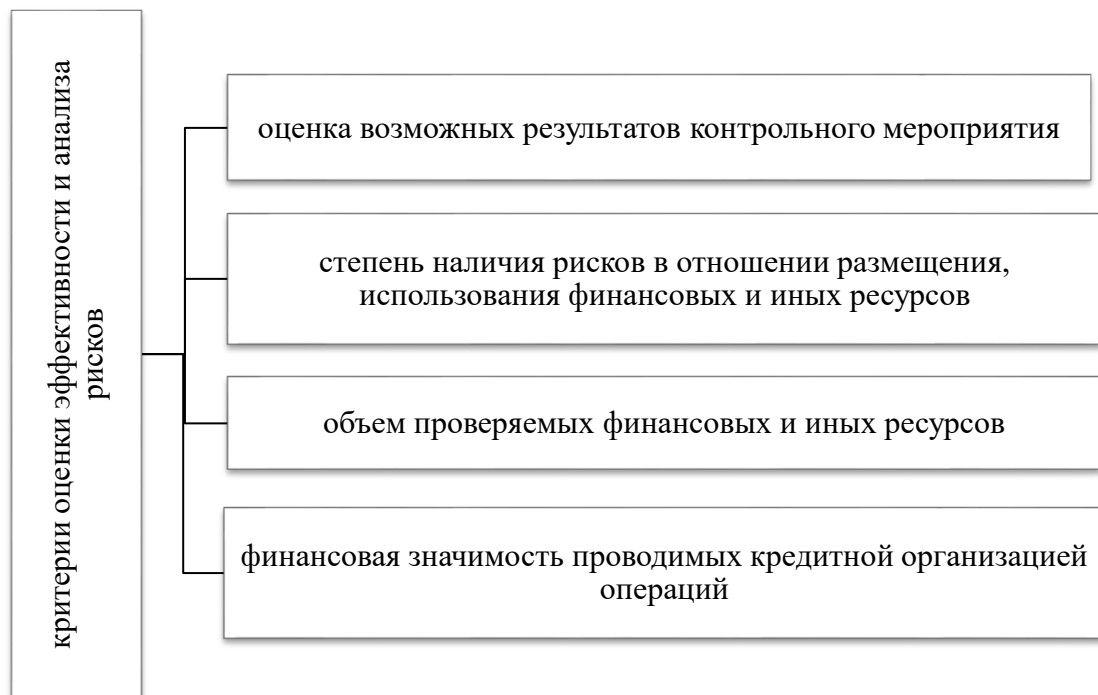 критерии оценки эффективности и анализа
рисков
оценка возможных результатов контрольного мероприятия
степень наличия рисков в отношении размещения,
использования финансовых и иных ресурсов
объем проверяемых финансовых и иных ресурсов
финансовая значимость проводимых кредитной организацией
операций